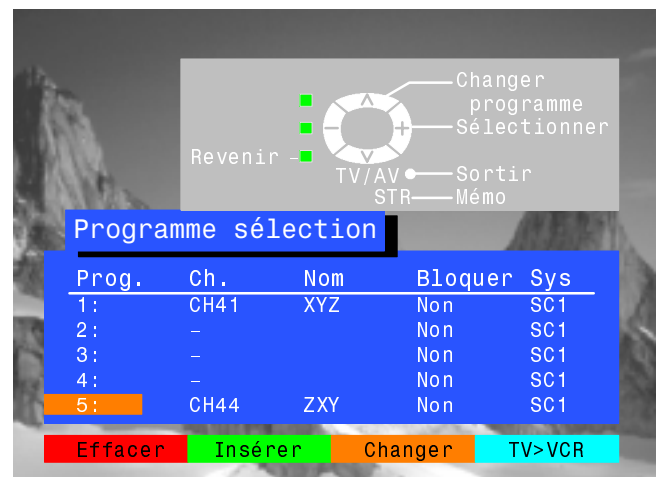 Changer
programme
Sélectionner
Revenir
TV/AV Sortir
STR Mémo
Programme sélection
Prog. Ch. Nom Bloquer Sys
1: CH41 XYZ Non SC1
2: – Non SC1
3: – Non SC1
4: – Non SC1
5: CH44 ZXY Non SC1
Effacer Insérer Changer TV>VCR